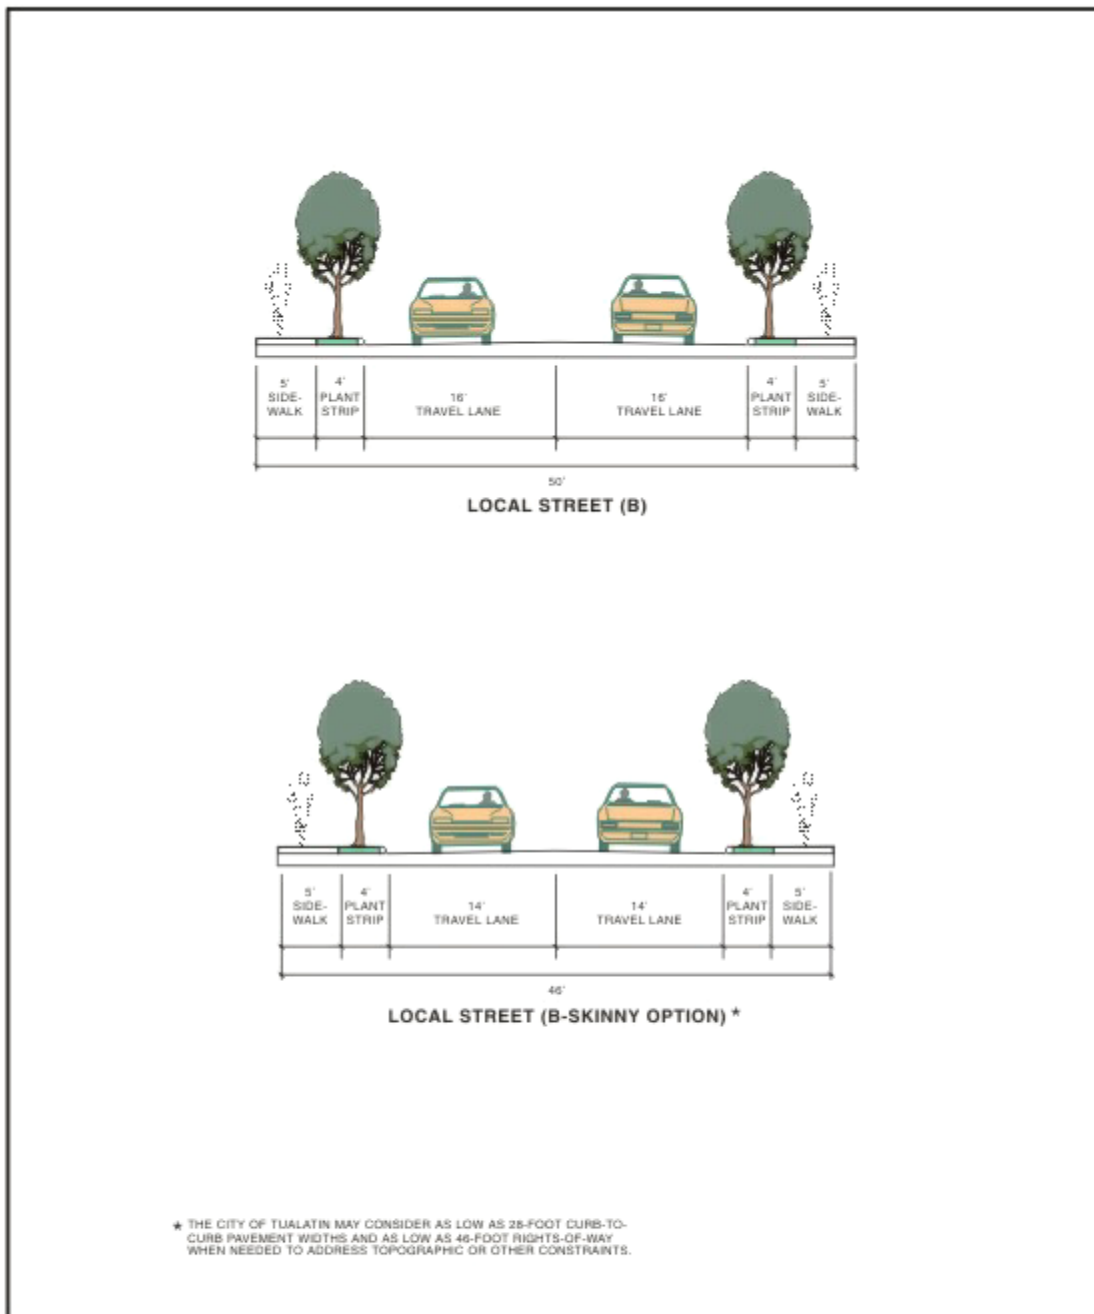 5'
SIDE-
WALK
4'
PLANT
STRIP
16'
TRAVEL LANE
16'
TRAVEL LANE
4'
PLANT
STRIP
5'
SIDE-
WALK
50'
LOCAL STREET (B)
5'
SIDE-
WALK
4'
PLANT
STRIP
14'
TRAVEL LANE
14'
TRAVEL LANE
4'
PLANT
STRIP
5'
SIDE-
WALK
46'
LOCAL STREET (B-SKINNY OPTION) *
* THE CITY OF TUALATIN MAY CONSIDER AS LOW AS 28-FOOT CURB-TO-
CURB PAVEMENT WIDTHS AND AS LOW AS 46-FOOT RIGHTS-OF-WAY
WHEN NEEDED TO ADDRESS TOPOGRAPHIC OR OTHER CONSTRAINTS.